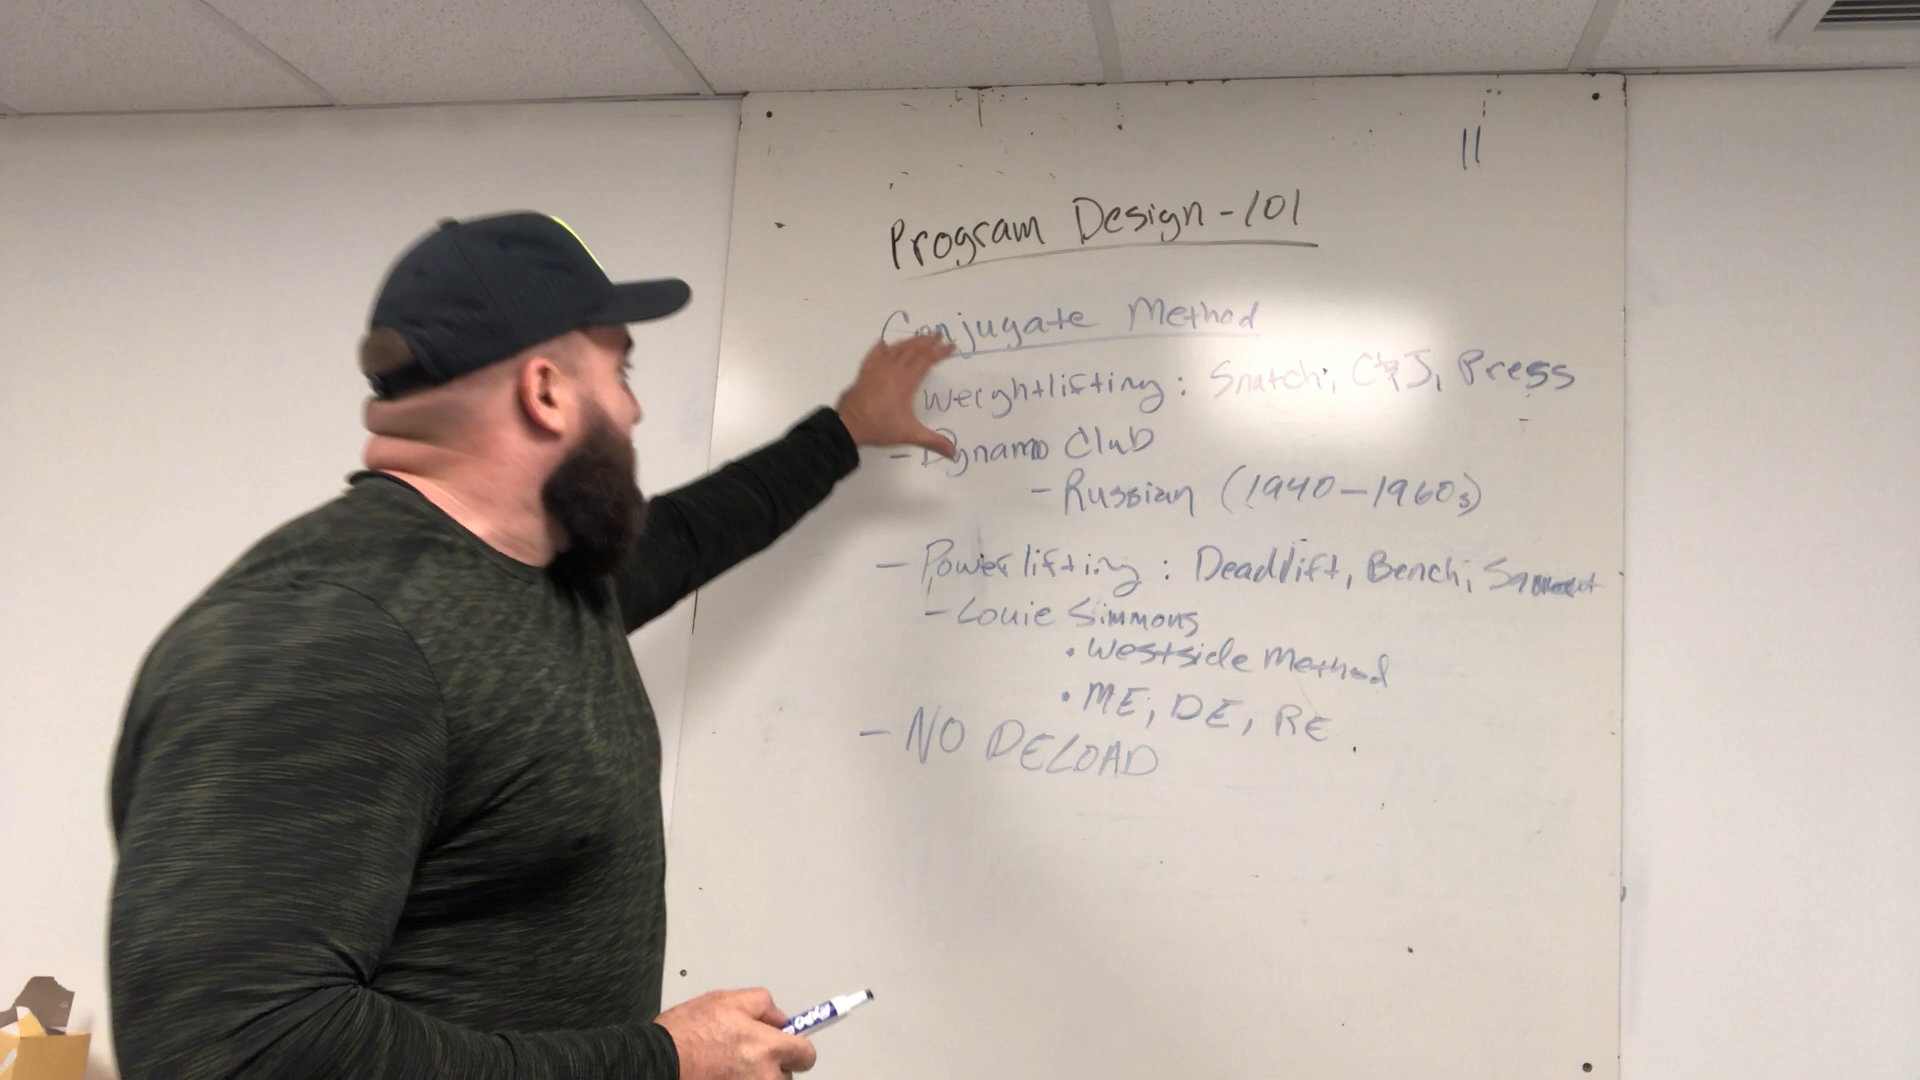 11
Program Design - 101
Conjugate Method
Weightlifting: Snatch, C&J, Press
- Dynamo Club
- Russian (1940-1960s)
- Powerlifting: Deadlift, Bench,
- Louie Simmons
• Westside Method
• ME, DE, RE
- NO DELOAD